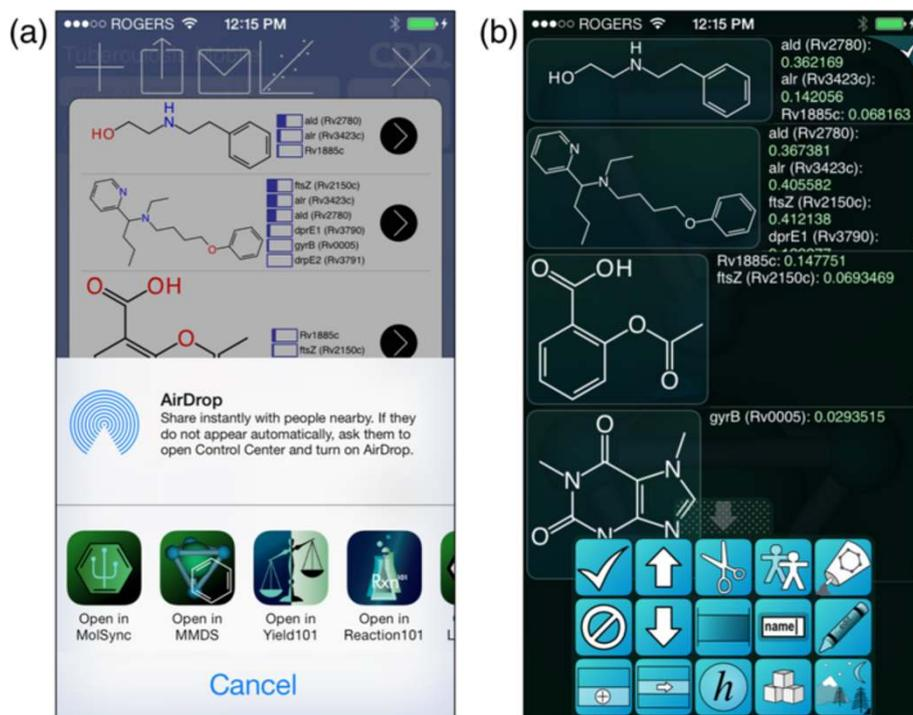 (a)
ROGERS 12:15 PM
Tuberculosis Mobile
HO
H
N
ald (Rv2780)
alr (Rv3423c)
Rv1885c
N
N
O
ftsZ (Rv2150c)
alr (Rv3423c)
ald (Rv2780)
dprE1 (Rv3790)
gyrB (Rv0005)
drpE2 (Rv3791)
O
OH
O
Rv1885c
ftsZ (Rv2150c)
AirDrop
Share instantly with people nearby. If they
do not appear automatically, ask them to
open Control Center and turn on AirDrop.
Open in
MolSync
Open in
MMDS
Open in
Yield101
Rxn101
Open in
Reaction101
L
Cancel
(b)
ROGERS 12:15 PM
HO
H
N
ald (Rv2780):
0.362169
alr (Rv3423c):
0.142056
Rv1885c: 0.068163
N
N
O
ald (Rv2780):
0.367381
alr (Rv3423c):
0.405582
ftsZ (Rv2150c):
0.412138
dprE1 (Rv3790):
O
OH
O
O
Rv1885c: 0.147751
ftsZ (Rv2150c): 0.0693469
O
N
N
O
N
N
gyrB (Rv0005): 0.0293515
name
h